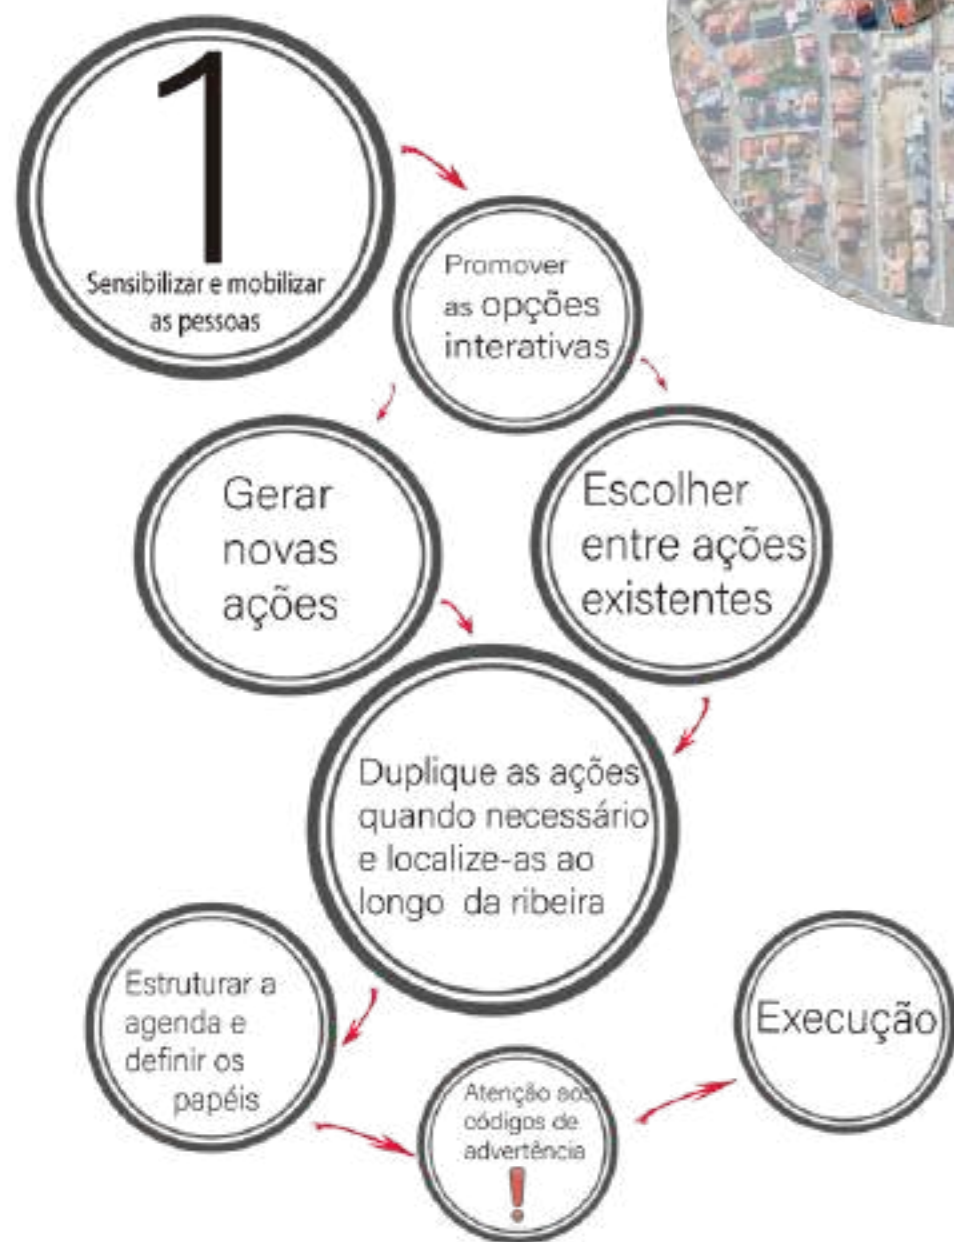 1
Sensibilizar e mobilizar
as pessoas
Promover
as opções
interativas
Gerar
novas
ações
Escolher
entre ações
existentes
Duplique as ações
quando necessário
e localize-as ao
longo da ribeira
Estruturar a
agenda e
definir os
papéis
Atenção aos
códigos de
advertência
!
Execução